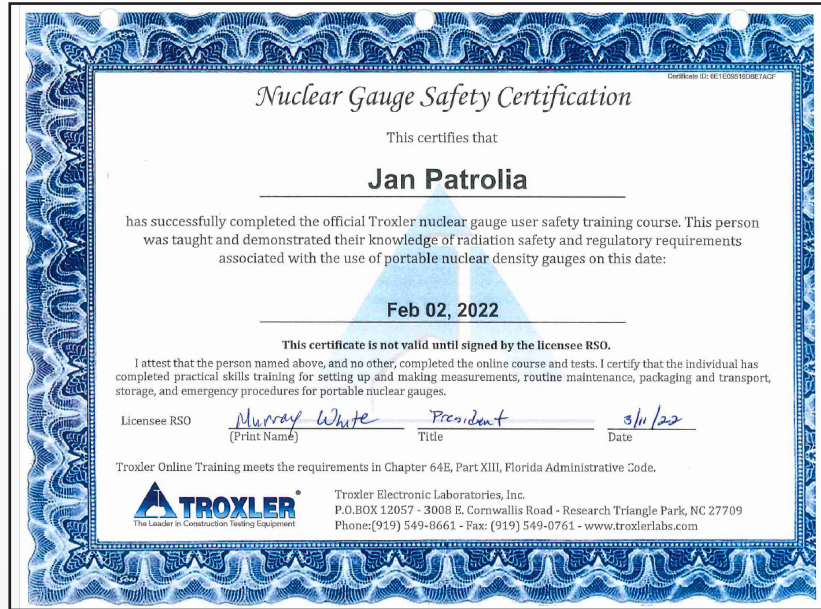 Certificate ID: 6E1E09516D8E7ACF
Nuclear Gauge Safety Certification
This certifies that
Jan Patrolia
has successfully completed the official Troxler nuclear gauge user safety training course. This person
was taught and demonstrated their knowledge of radiation safety and regulatory requirements
associated with the use of portable nuclear density gauges on this date:
Feb 02, 2022
This certificate is not valid until signed by the licensee RSO.
I attest that the person named above, and no other, completed the online course and tests. I certify that the individual has
completed practical skills training for setting up and making measurements, routine maintenance, packaging and transport,
storage, and emergency procedures for portable nuclear gauges.
Licensee RSO Murray White President 3/11/22
(Print Name) Title Date
Troxler Online Training meets the requirements in Chapter 64E, Part XIII, Florida Administrative Code.
TROXLER®
The Leader in Construction Testing Equipment
Troxler Electronic Laboratories, Inc.
P.O.BOX 12057 - 3008 E. Cornwallis Road - Research Triangle Park, NC 27709
Phone:(919) 549-8661 - Fax: (919) 549-0761 - www.troxlerlabs.com